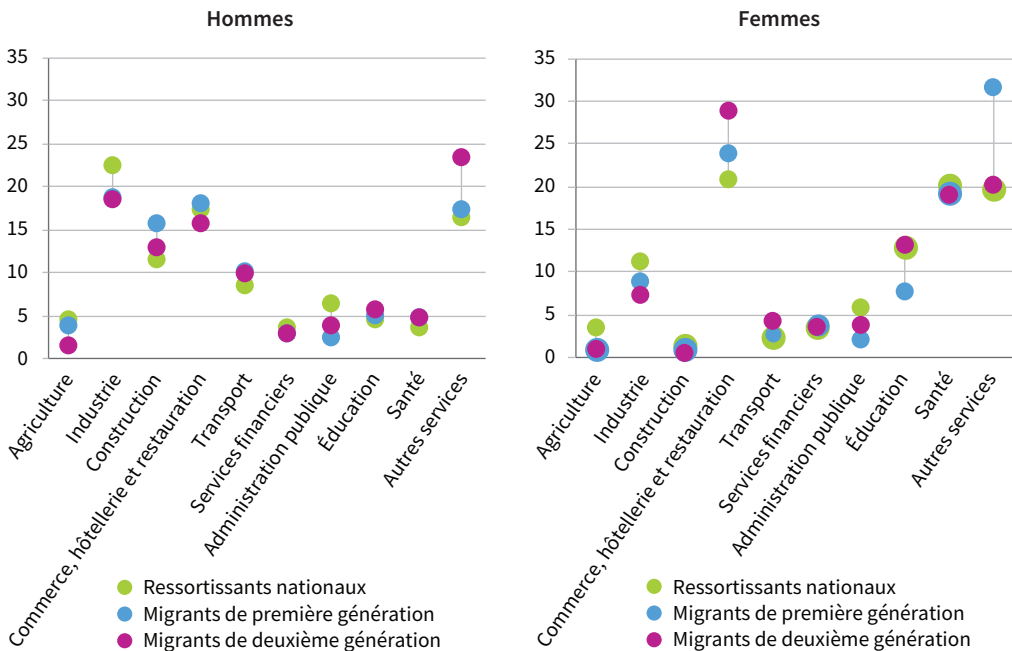 Hommes
35
30
25
20
15
10
5
0
Agriculture
Industrie
Construction
Commerce, hôtellerie et restauration
Transport
Services financiers
Administration publique
Éducation
Santé
Autres services
Ressortissants nationaux
Migrants de première génération
Migrants de deuxième génération
Femmes
35
30
25
20
15
10
5
0
Agriculture
Industrie
Construction
Commerce, hôtellerie et restauration
Transport
Services financiers
Administration publique
Éducation
Santé
Autres services
Ressortissants nationaux
Migrants de première génération
Migrants de deuxième génération